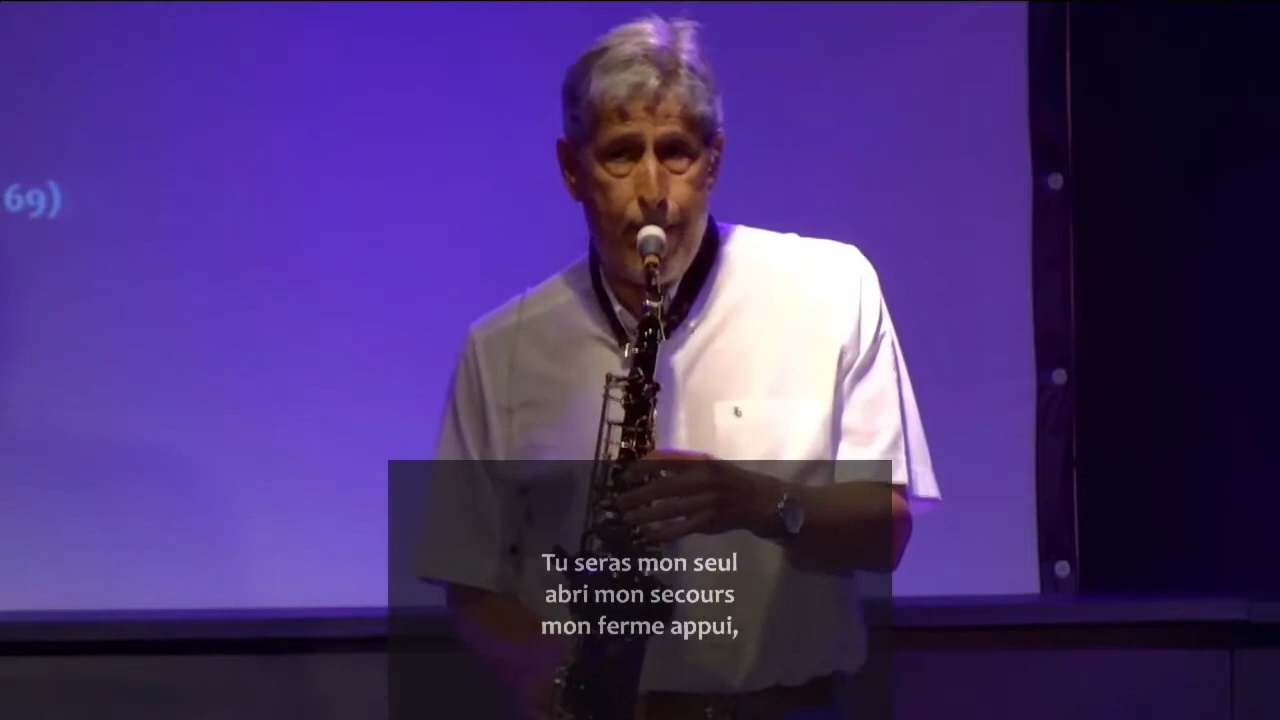 69)
Tu seras mon seul
abri mon secours
mon ferme appui,